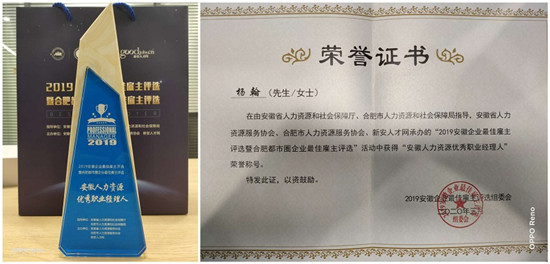 good
2019
雇主评选
PROFESSIONAL
MANAGER
2019
安徽人力资源
优秀职业经理人
荣誉证书
杨翰(先生/女士)
在由安徽省人力资源和社会保障厅、合肥市人力资源和社会保障局指导,安徽省人力
资源服务协会、合肥市人力资源服务协会、新安人才网承办的“2019安徽企业最佳雇主
评选暨合肥都市圈企业最佳雇主评选”活动中获得“安徽人力资源优秀职业经理人”
荣誉称号。
特发此证,以资鼓励。
2019安徽企业最佳雇主评选组委会
OPPO Reno